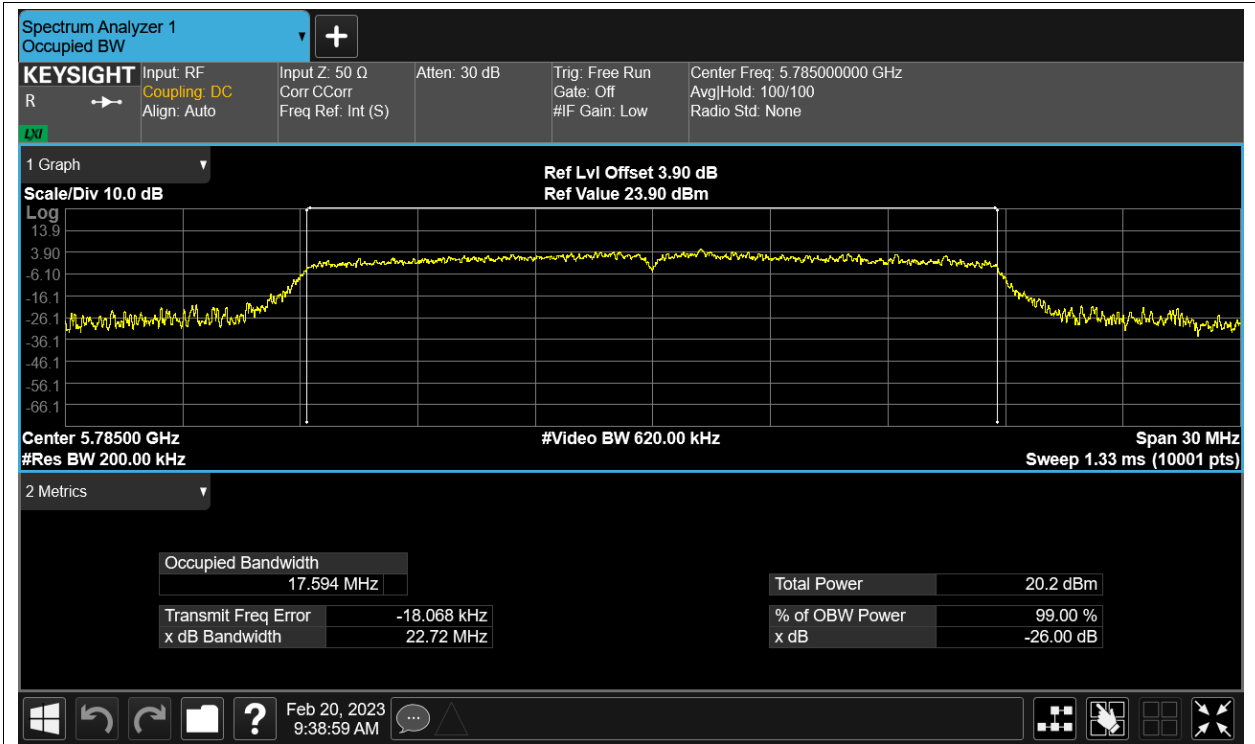 Spectrum Analyzer 1
Occupied BW
KEYSIGHT
R
LXI
Input: RF
Coupling: DC
Align: Auto
Input Z: 50 Ω
Corr CCorr
Freq Ref: Int (S)
Atten: 30 dB
Trig: Free Run
Gate: Off
#IF Gain: Low
Center Freq: 5.785000000 GHz
Avg|Hold: 100/100
Radio Std: None
1 Graph
Scale/Div 10.0 dB
Ref Lvl Offset 3.90 dB
Ref Value 23.90 dBm
Log
13.9
3.90
-6.10
-16.1
-26.1
-36.1
-46.1
-56.1
-66.1
Center 5.78500 GHz
#Res BW 200.00 kHz
#Video BW 620.00 kHz
Span 30 MHz
Sweep 1.33 ms (10001 pts)
2 Metrics
Occupied Bandwidth
17.594 MHz
Transmit Freq Error -18.068 kHz
x dB Bandwidth 22.72 MHz
Total Power 20.2 dBm
% of OBW Power 99.00 %
x dB -26.00 dB
?
Feb 20, 2023
9:38:59 AM